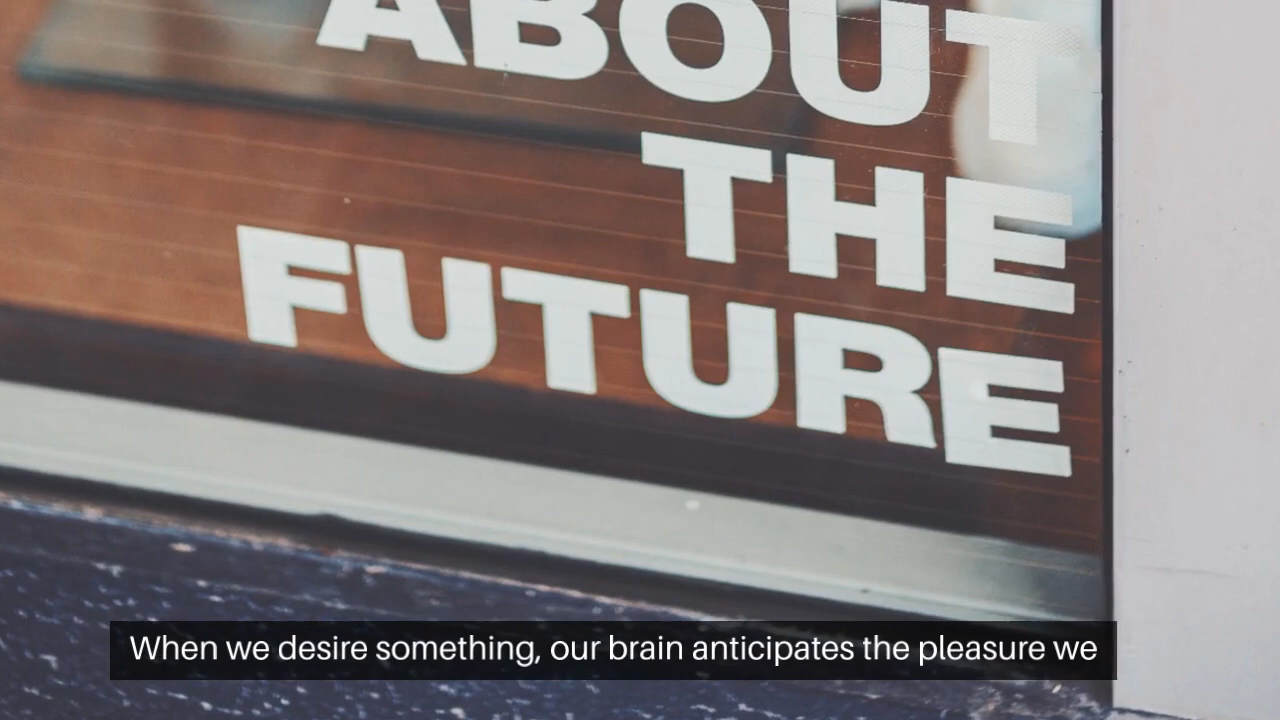 ABOUT
THE
FUTURE
When we desire something, our brain anticipates the pleasure we